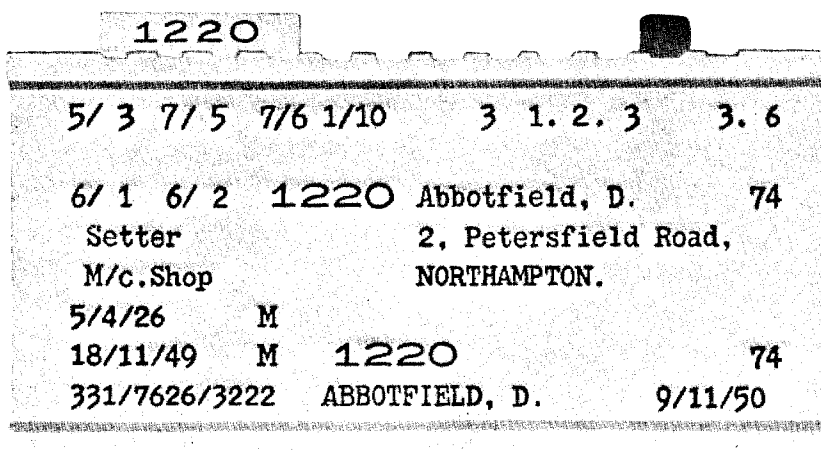 1220
5/ 3 7/ 5 7/6 1/10 3 1. 2. 3 3. 6
6/ 1 6/ 2 1220 Abbotfield, D. 74
Setter 2, Petersfield Road,
M/c.Shop NORTHAMPTON.
5/4/26 M
18/11/49 M 1220 74
331/7626/3222 ABBOTFIELD, D. 9/11/50